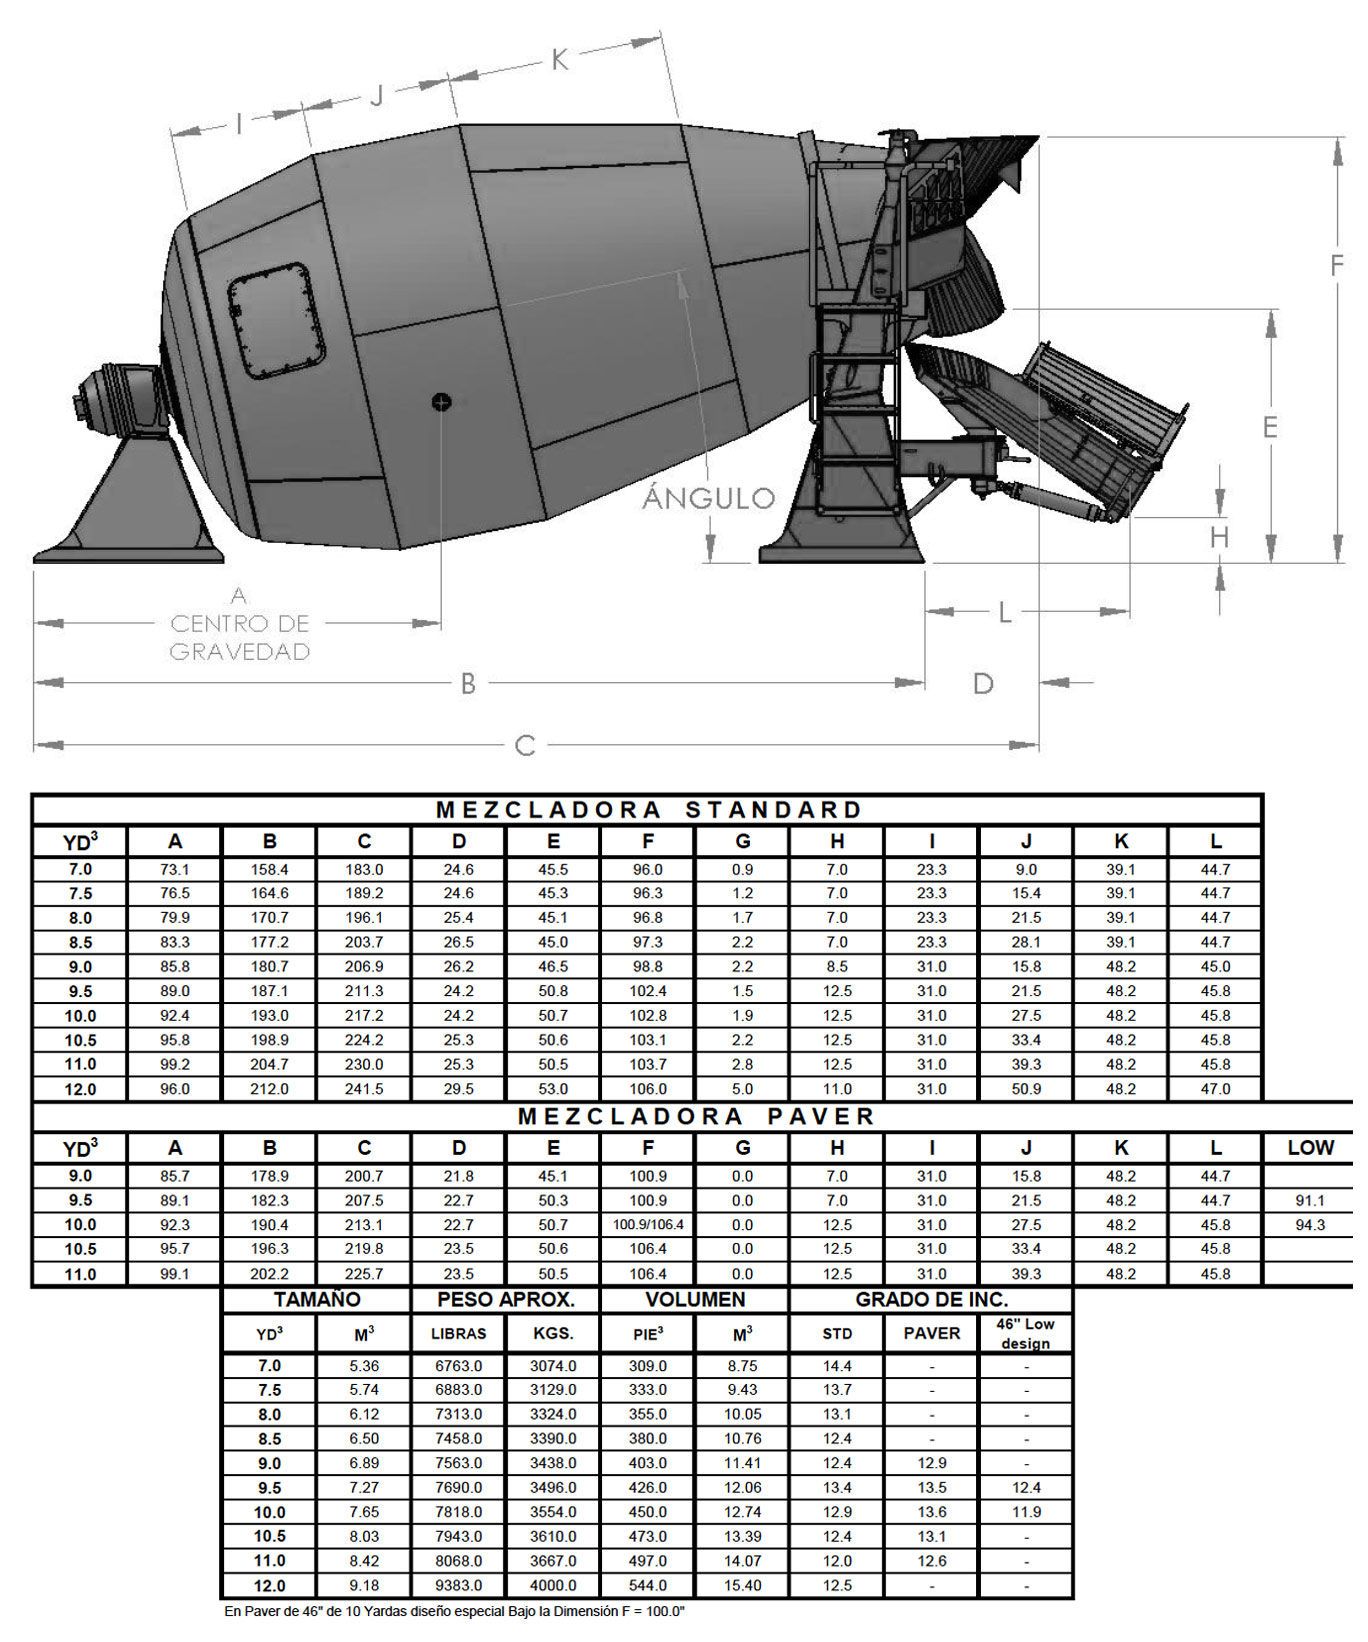 K
J
I
F
E
ÁNGULO
H
A
CENTRO DE
GRAVEDAD
L
B
D
C
MEZCLADORA STANDARD
YD³ A B C D E F G H I J K L
7.0 73.1 158.4 183.0 24.6 45.5 96.0 0.9 7.0 23.3 9.0 39.1 44.7
7.5 76.5 164.6 189.2 24.6 45.3 96.3 1.2 7.0 23.3 15.4 39.1 44.7
8.0 79.9 170.7 196.1 25.4 45.1 96.8 1.7 7.0 23.3 21.5 39.1 44.7
8.5 83.3 177.2 203.7 26.5 45.0 97.3 2.2 7.0 23.3 28.1 39.1 44.7
9.0 85.8 180.7 206.9 26.2 46.5 98.8 2.2 8.5 31.0 15.8 48.2 45.0
9.5 89.0 187.1 211.3 24.2 50.8 102.4 1.5 12.5 31.0 21.5 48.2 45.8
10.0 92.4 193.0 217.2 24.2 50.7 102.8 1.9 12.5 31.0 27.5 48.2 45.8
10.5 95.8 198.9 224.2 25.3 50.6 103.1 2.2 12.5 31.0 33.4 48.2 45.8
11.0 99.2 204.7 230.0 25.3 50.5 103.7 2.8 12.5 31.0 39.3 48.2 45.8
12.0 96.0 212.0 241.5 29.5 53.0 106.0 5.0 11.0 31.0 50.9 48.2 47.0
MEZCLADORA PAVER
YD³ A B C D E F G H I J K L LOW
9.0 85.7 178.9 200.7 21.8 45.1 100.9 0.0 7.0 31.0 15.8 48.2 44.7
9.5 89.1 182.3 207.5 22.7 50.3 100.9 0.0 7.0 31.0 21.5 48.2 44.7 91.1
10.0 92.3 190.4 213.1 22.7 50.7 100.9/106.4 0.0 12.5 31.0 27.5 48.2 45.8 94.3
10.5 95.7 196.3 219.8 23.5 50.6 106.4 0.0 12.5 31.0 33.4 48.2 45.8
11.0 99.1 202.2 225.7 23.5 50.5 106.4 0.0 12.5 31.0 39.3 48.2 45.8
TAMAÑO PESO APROX. VOLUMEN GRADO DE INC.
YD³ M³ LIBRAS KGS. PIE³ M³ STD PAVER 46" Low
design
7.0 5.36 6763.0 3074.0 309.0 8.75 14.4 - -
7.5 5.74 6883.0 3129.0 333.0 9.43 13.7 - -
8.0 6.12 7313.0 3324.0 355.0 10.05 13.1 - -
8.5 6.50 7458.0 3390.0 380.0 10.76 12.4 - -
9.0 6.89 7563.0 3438.0 403.0 11.41 12.4 12.9 -
9.5 7.27 7690.0 3496.0 426.0 12.06 13.4 13.5 12.4
10.0 7.65 7818.0 3554.0 450.0 12.74 12.9 13.6 11.9
10.5 8.03 7943.0 3610.0 473.0 13.39 12.4 13.1 -
11.0 8.42 8068.0 3667.0 497.0 14.07 12.0 12.6 -
12.0 9.18 9383.0 4000.0 544.0 15.40 12.5 - -
En Paver de 46" de 10 Yardas diseño especial Bajo la Dimensión F = 100.0"